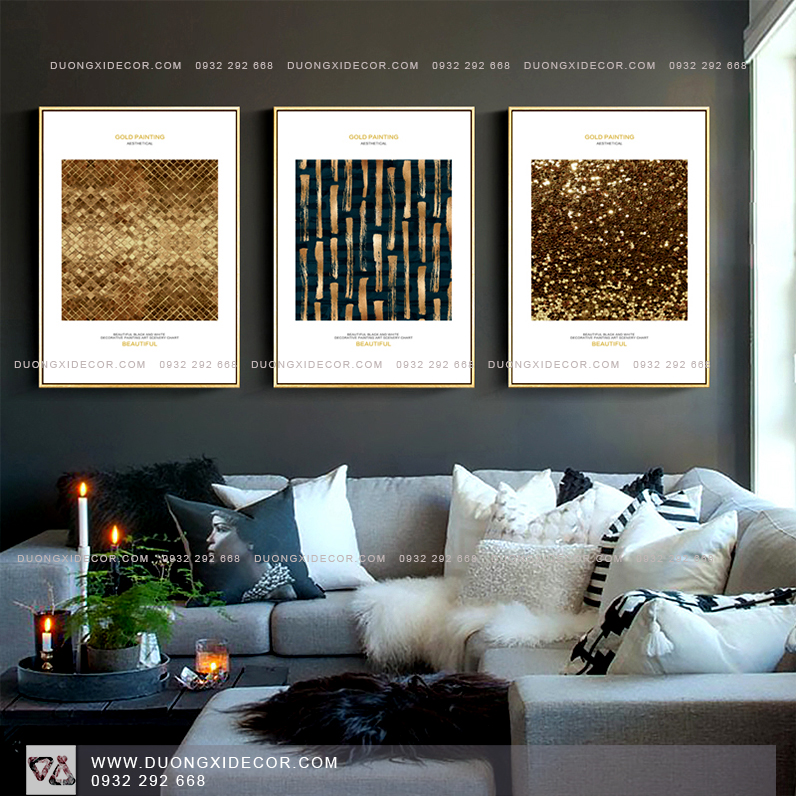 DUONGXIDECOR.COM 0932 292 668 DUONGXIDECOR.COM 0932 292 668 DUONGXIDECOR.COM 0932 292 668
GOLD PAINTING
AESTHETICAL
GOLD PAINTING
AESTHETICAL
GOLD PAINTING
AESTHETICAL
BEAUTIFUL BLACK AND WHITE
DECORATIVE PAINTING ART SCENERY CHART
BEAUTIFUL
BEAUTIFUL BLACK AND WHITE
DECORATIVE PAINTING ART SCENERY CHART
BEAUTIFUL
BEAUTIFUL BLACK AND WHITE
DECORATIVE PAINTING ART SCENERY CHART
BEAUTIFUL
DUONGXIDECOR.COM 0932 292 668 DUONGXIDECOR.COM 0932 292 668 DUONGXIDECOR.COM 0932 292 668
DUONGXIDECOR.COM 0932 292 668 DUONGXIDECOR.COM 0932 292 668 DUONGXIDECOR.COM 0932 292 668
WWW.DUONGXIDECOR.COM
0932 292 668